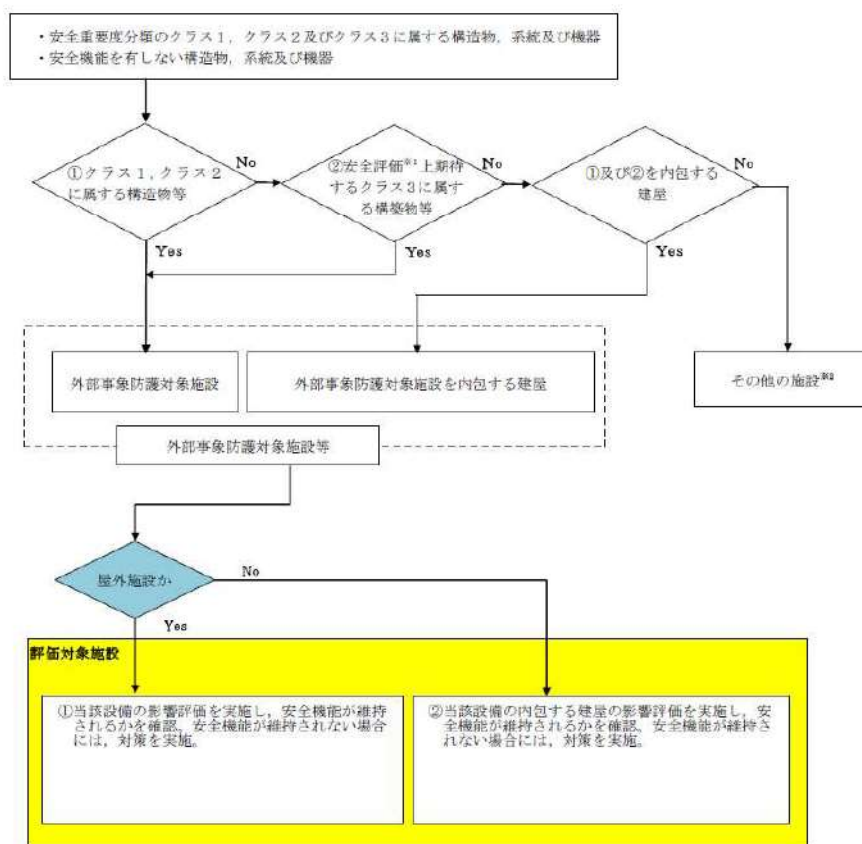 ・安全重要度分類のクラス１，クラス２及びクラス３に属する構造物，系統及び機器
・安全機能を有しない構造物，系統及び機器
①クラス１，クラス２
に属する構造物等
No
②安全評価※１上期待
するクラス３に属す
る構築物等
No
①及び②を内包する
建屋
No
Yes
Yes
Yes
外部事象防護対象施設
外部事象防護対象施設を内包する建屋
その他の施設※２
外部事象防護対象施設等
屋外施設か
No
Yes
評価対象施設
①当該設備の影響評価を実施し，安全機能が維持
されるかを確認。安全機能が維持されない場合
には，対策を実施。
②当該設備の内包する建屋の影響評価を実施し，安
全機能が維持されるかを確認。安全機能が維持さ
れない場合には，対策を実施。